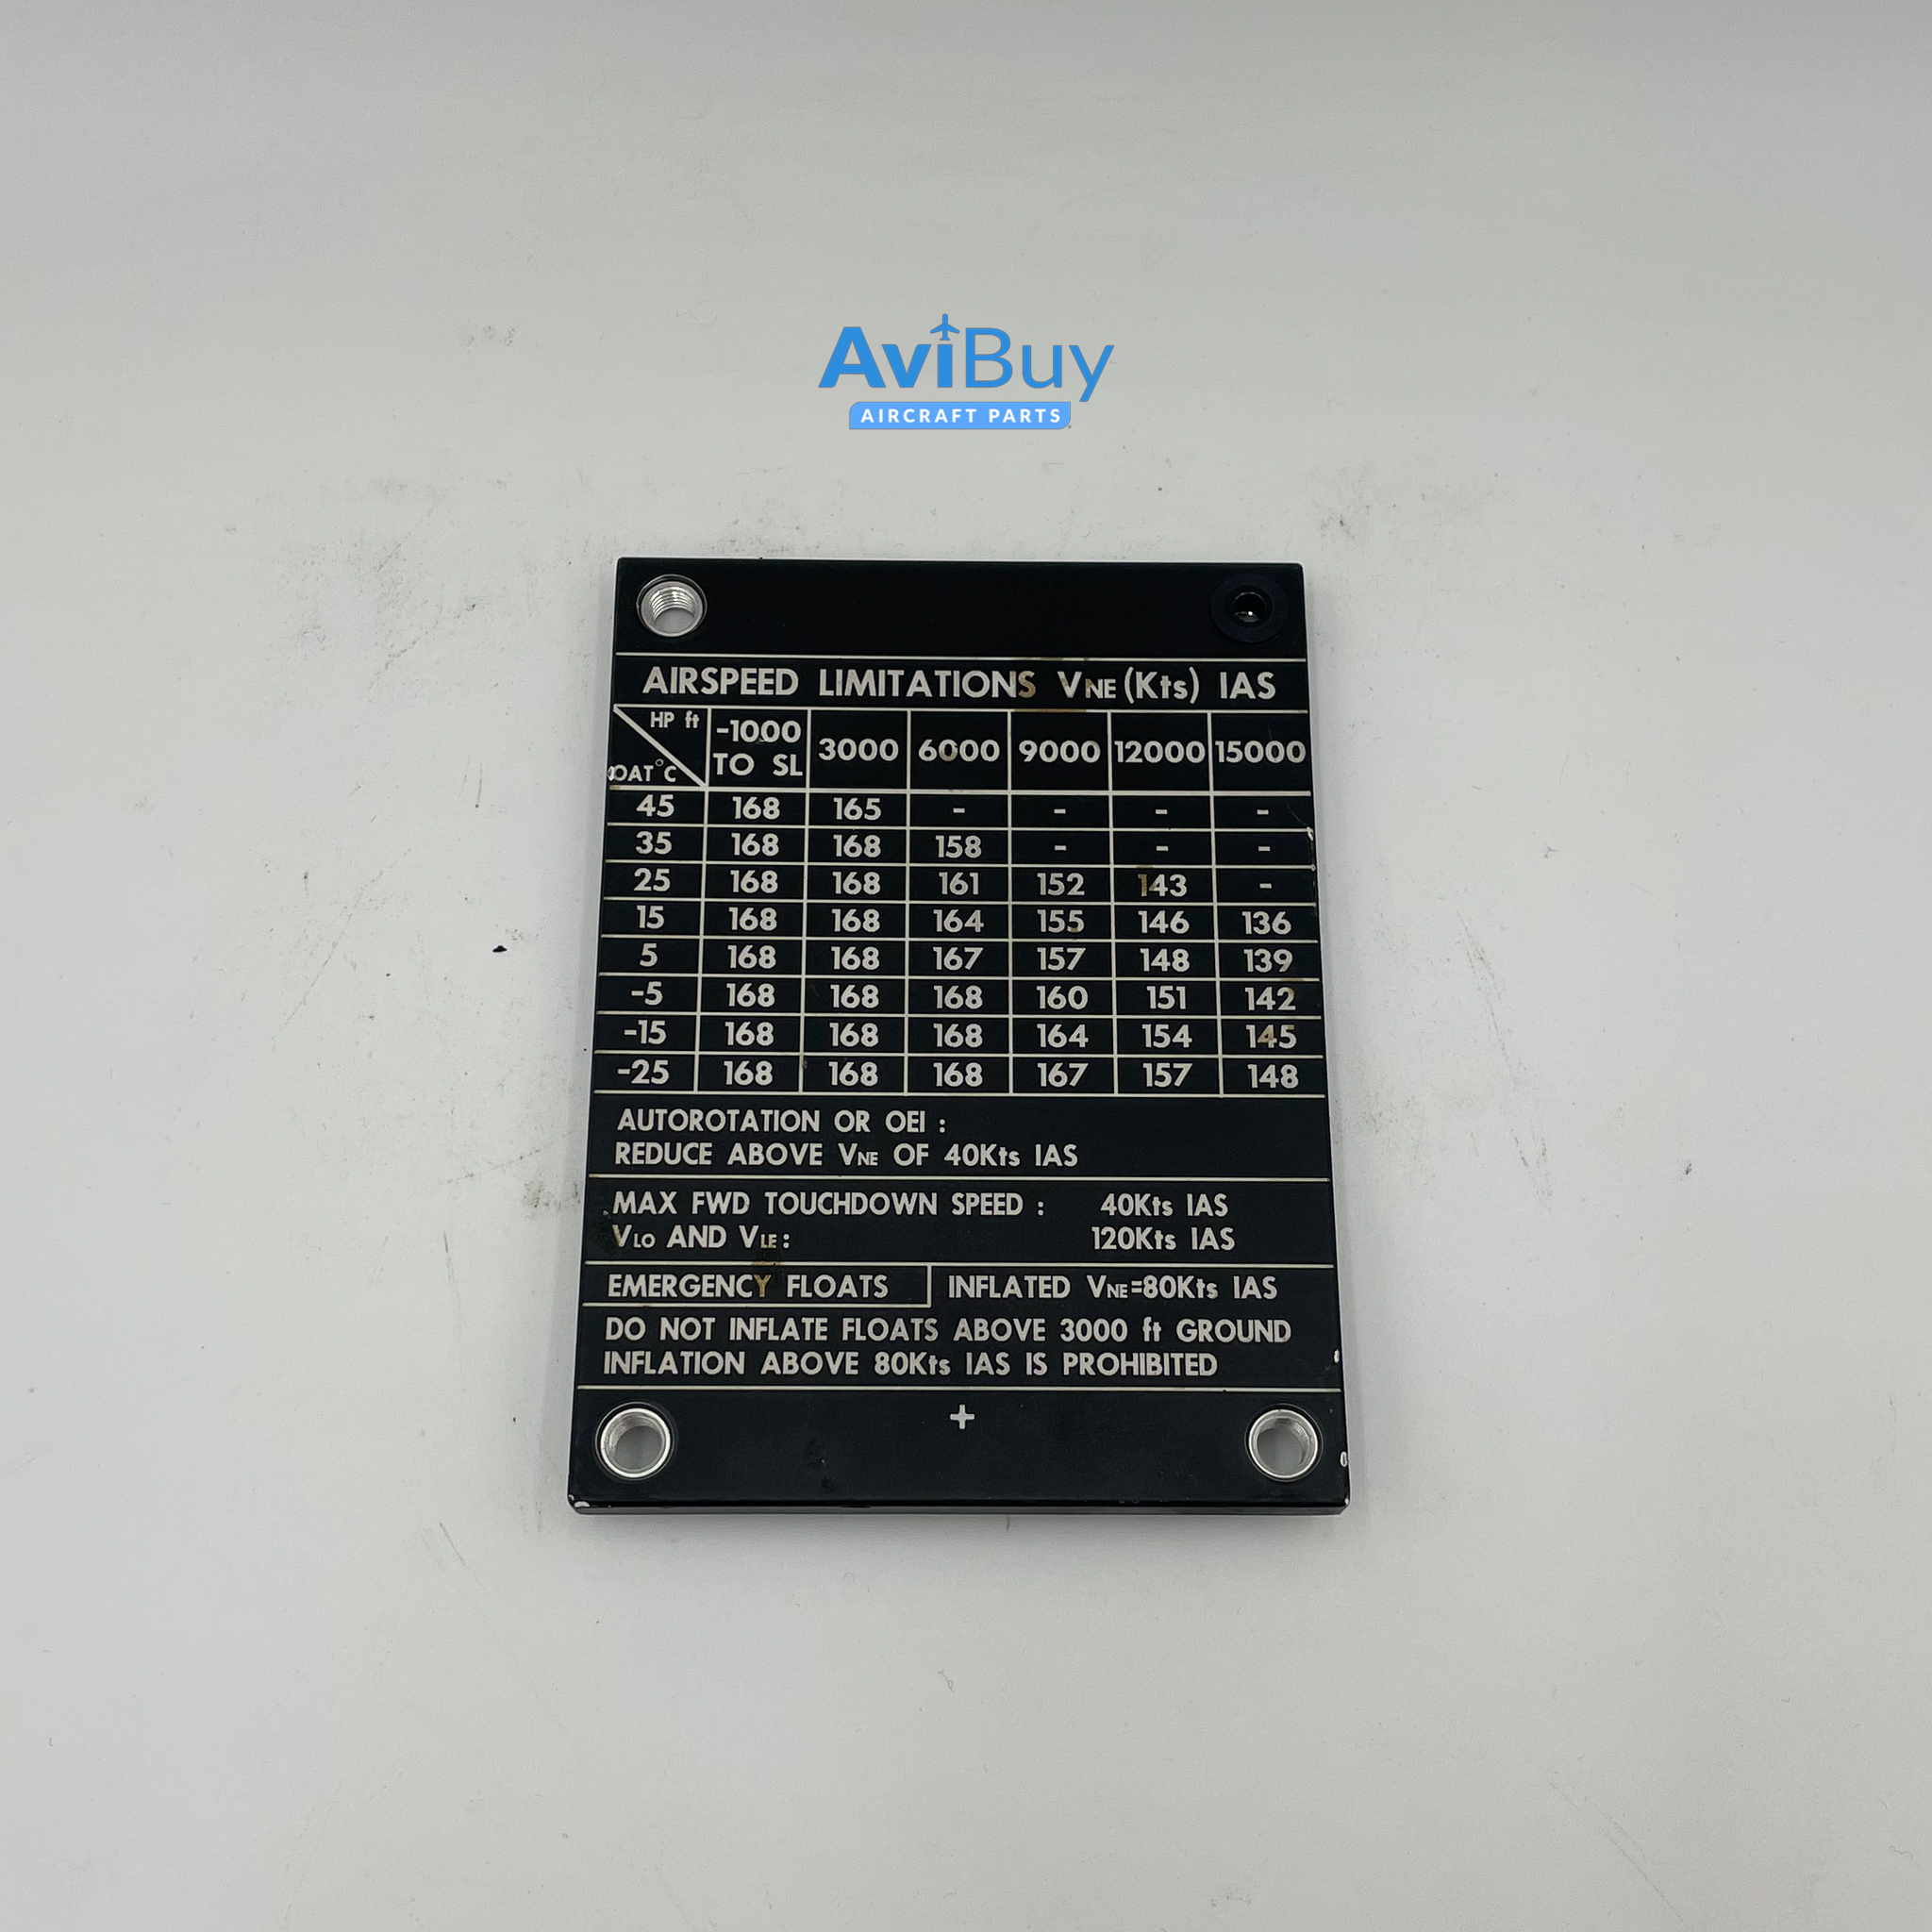 AviBuy
AIRCRAFT PARTS
AIRSPEED LIMITATIONS VNE (Kts) IAS
HP ft
OAT°C
-1000 TO SL 3000 6000 9000 12000 15000
45 168 165 - - - -
35 168 168 158 - - -
25 168 168 161 152 143 -
15 168 168 164 155 146 136
5 168 168 167 157 148 139
-5 168 168 168 160 151 142
-15 168 168 168 164 154 145
-25 168 168 168 167 157 148
AUTOROTATION OR OEI :
REDUCE ABOVE VNE OF 40Kts IAS
MAX FWD TOUCHDOWN SPEED : 40Kts IAS
VLO AND VLE : 120Kts IAS
EMERGENCY FLOATS INFLATED VNE=80Kts IAS
DO NOT INFLATE FLOATS ABOVE 3000 ft GROUND
INFLATION ABOVE 80Kts IAS IS PROHIBITED
+